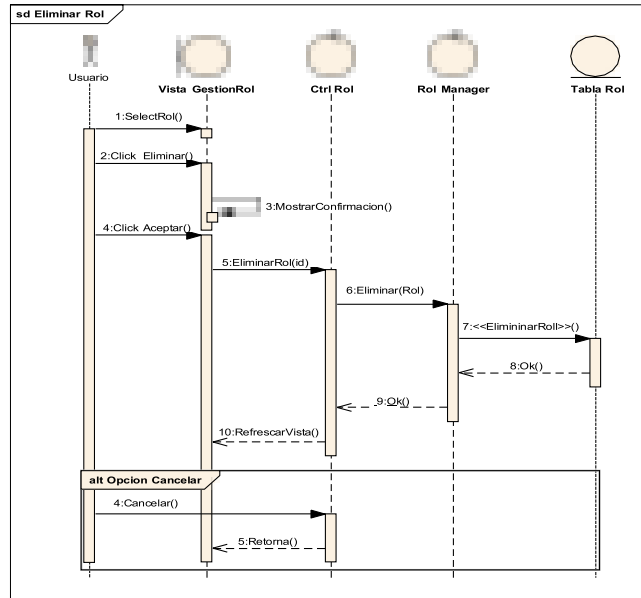 sd Eliminar Rol
Usuario
Vista GestionRol
Ctrl Rol
Rol Manager
Tabla Rol
1:SelectRol()
2:Click Eliminar()
3:MostrarConfirmacion()
4:Click Aceptar()
5:EliminarRol(id)
6:Eliminar(Rol)
7:<<ElimininarRoll>>()
8:Ok()
9:Ok()
10:RefrescarVista()
alt Opcion Cancelar
4:Cancelar()
5:Retorna()